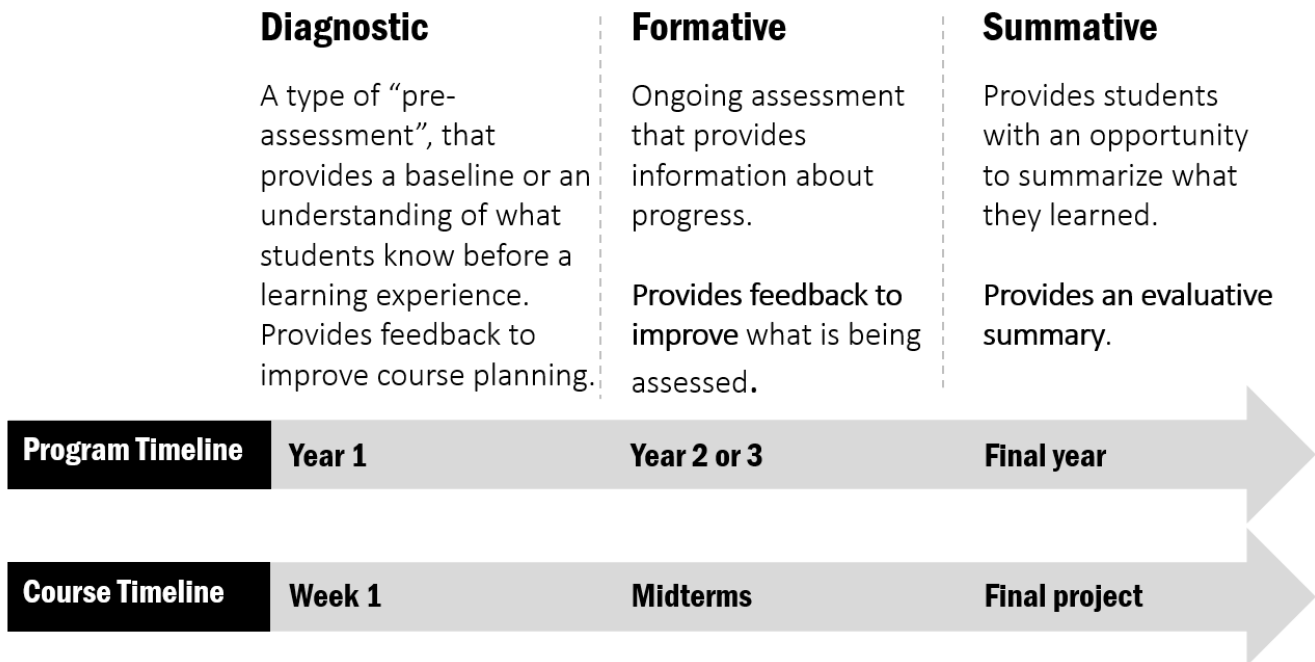 Diagnostic
A type of “pre-
assessment”, that
provides a baseline or an
understanding of what
students know before a
learning experience.
Provides feedback to
improve course planning.
Formative
Ongoing assessment
that provides
information about
progress.
Provides feedback to
improve what is being
assessed.
Summative
Provides students
with an opportunity
to summarize what
they learned.
Provides an evaluative
summary.
Program Timeline
Year 1
Year 2 or 3
Final year
Course Timeline
Week 1
Midterms
Final project